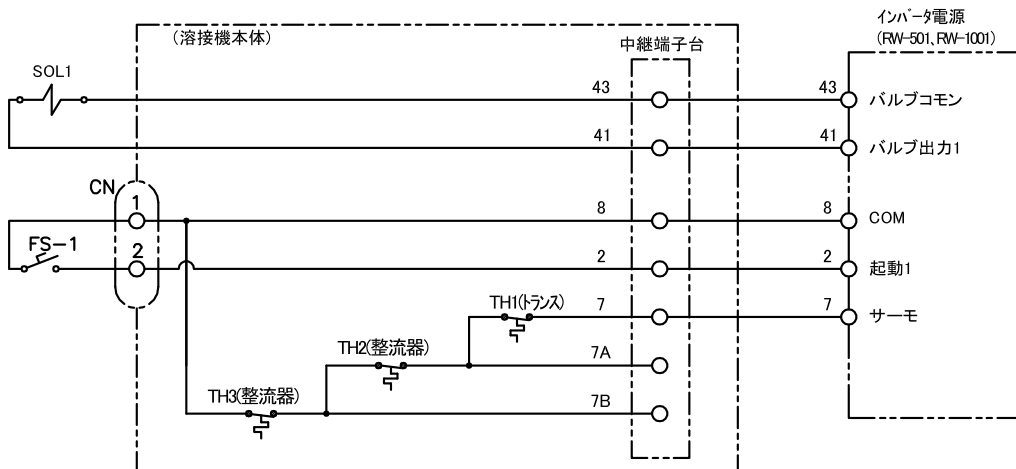 インバータ電源
(RW-501、RW-1001)
(溶接機本体)
中継端子台
SOL1
43
43
バルブコモン
41
41
バルブ出力1
CN
1
8
8
COM
FS-1
2
2
2
起動1
TH1(トランス)
7
7
サーモ
TH2(整流器)
7A
TH3(整流器)
7B